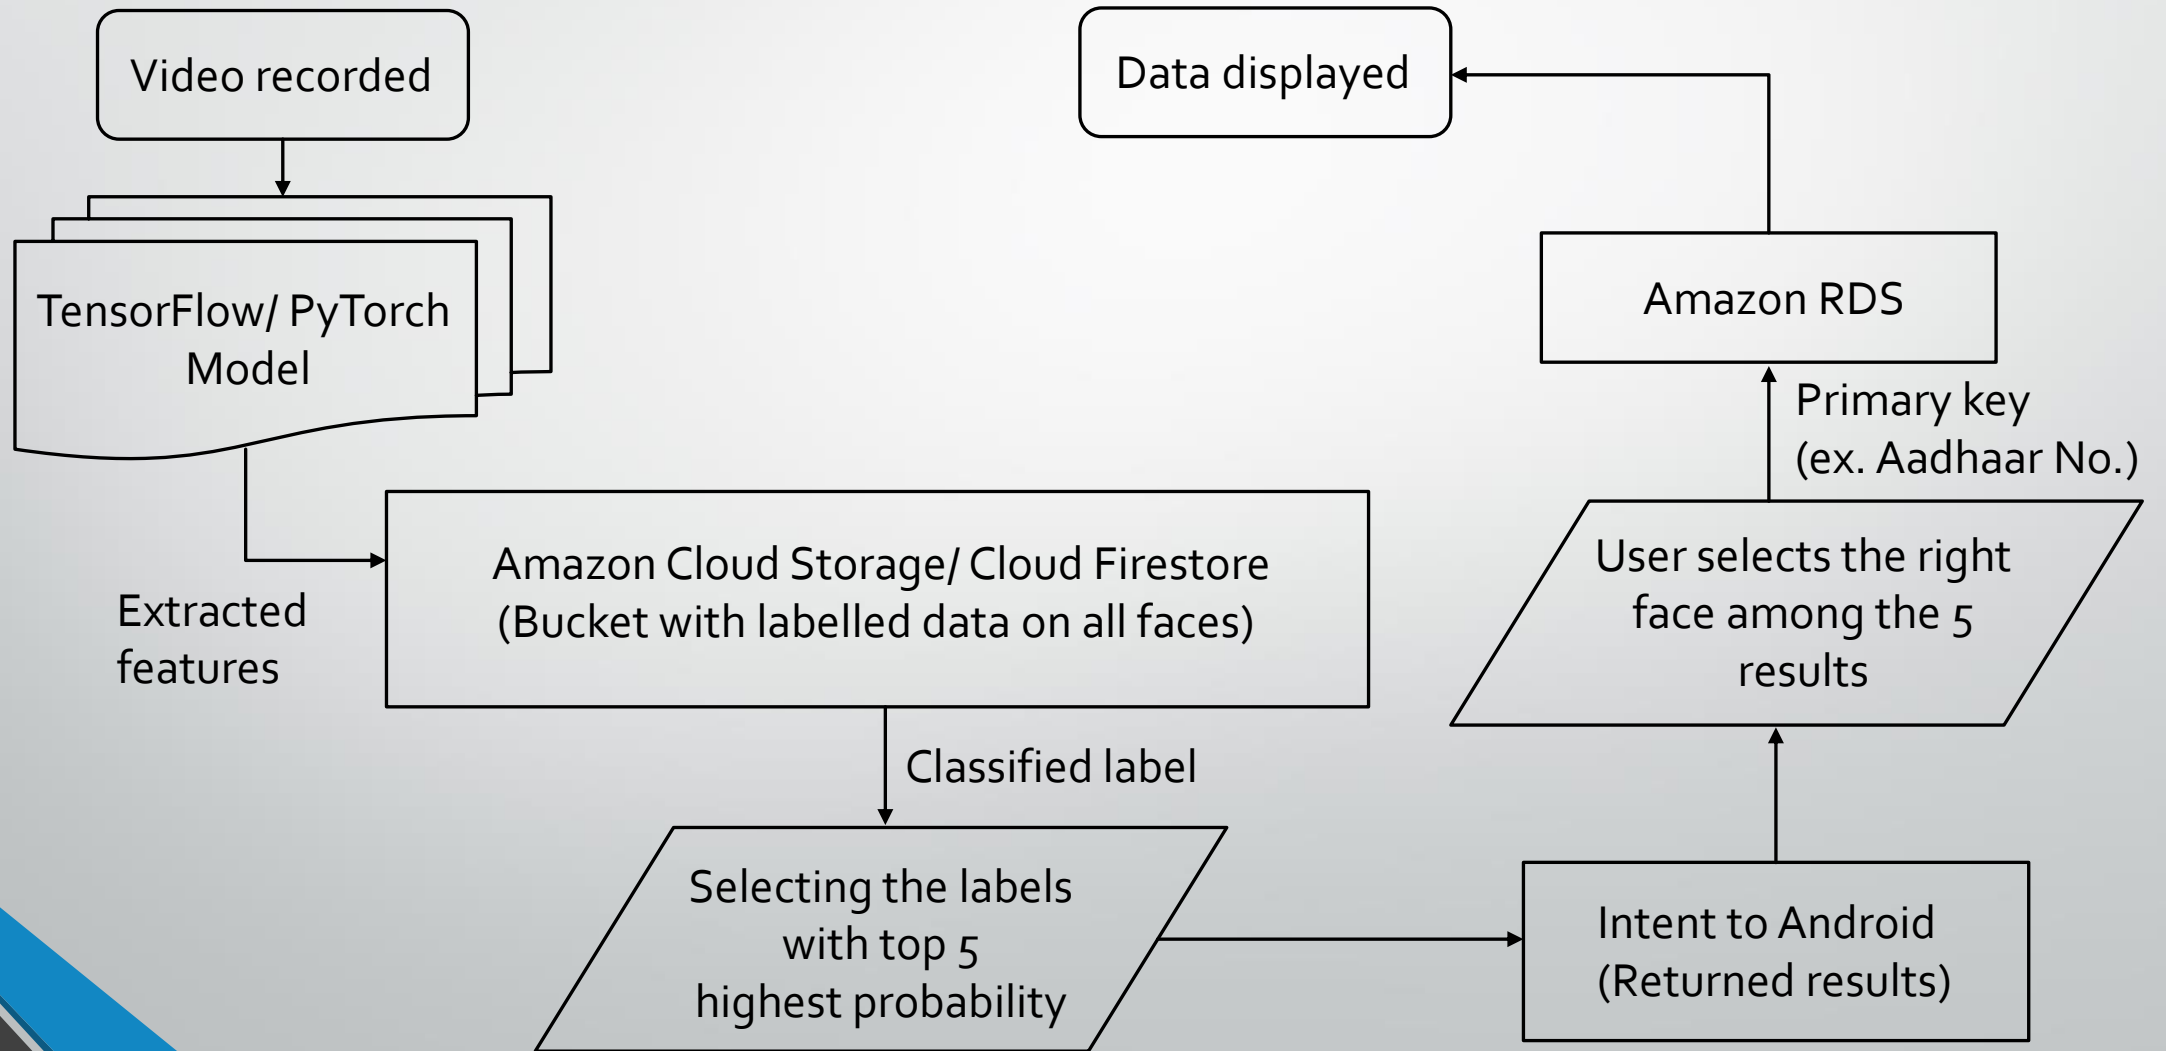 Video recorded
TensorFlow/ PyTorch
Model
Extracted
features
Amazon Cloud Storage/ Cloud Firestore
(Bucket with labelled data on all faces)
Classified label
Selecting the labels
with top 5
highest probability
Intent to Android
(Returned results)
User selects the right
face among the 5
results
Primary key
(ex. Aadhaar No.)
Amazon RDS
Data displayed